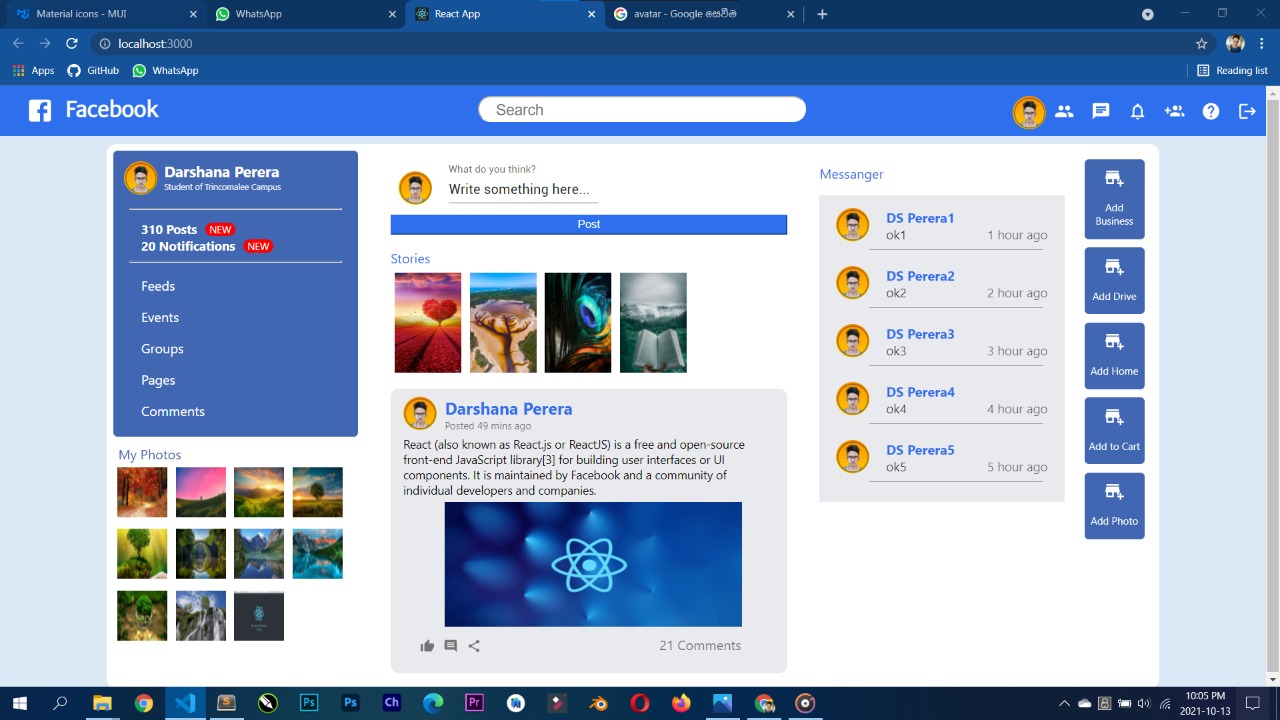 Material icons - MUI
WhatsApp
React App
avatar - Google සෙවීම
localhost:3000
Apps
GitHub
WhatsApp
Reading list
Facebook
Search
Darshana Perera
Student of Trincomalee Campus
310 Posts NEW
20 Notifications NEW
Feeds
Events
Groups
Pages
Comments
My Photos
What do you think?
Write something here...
Post
Stories
Darshana Perera
Posted 49 mins ago
React (also known as React.js or ReactJS) is a free and open-source
front-end JavaScript library[3] for building user interfaces or UI
components. It is maintained by Facebook and a community of
individual developers and companies.
21 Comments
Messanger
DS Perera1
ok1 1 hour ago
DS Perera2
ok2 2 hour ago
DS Perera3
ok3 3 hour ago
DS Perera4
ok4 4 hour ago
DS Perera5
ok5 5 hour ago
Add
Business
Add Drive
Add Home
Add to Cart
Add Photo
Ps
Ps
Ch
Pr
10:05 PM
2021-10-13